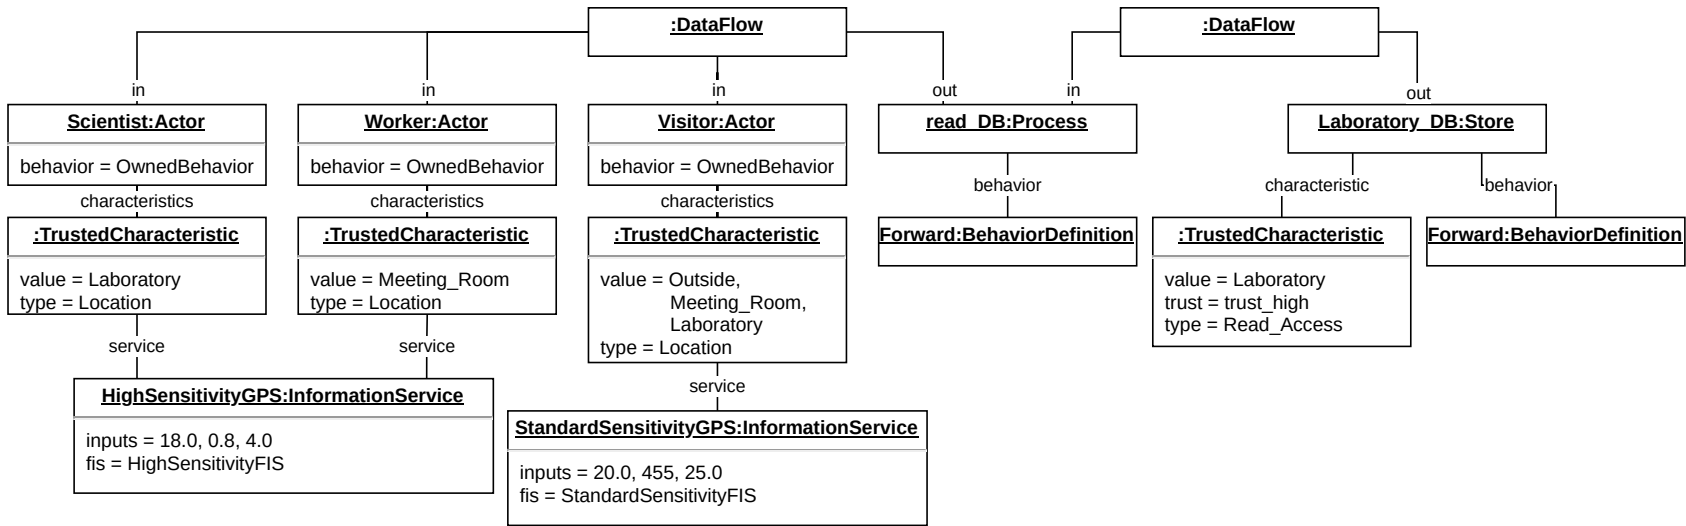 :DataFlow
:DataFlow
in
in
in
out
in
out
Scientist:Actor
behavior = OwnedBehavior
Worker:Actor
behavior = OwnedBehavior
Visitor:Actor
behavior = OwnedBehavior
read_DB:Process
Laboratory_DB:Store
characteristics
characteristics
characteristics
behavior
characteristic
behavior
:TrustedCharacteristic
value = Laboratory
type = Location
:TrustedCharacteristic
value = Meeting_Room
type = Location
:TrustedCharacteristic
value = Outside,
Meeting_Room,
Laboratory
type = Location
Forward:BehaviorDefinition
:TrustedCharacteristic
value = Laboratory
trust = trust_high
type = Read_Access
Forward:BehaviorDefinition
service
service
service
HighSensitivityGPS:InformationService
inputs = 18.0, 0.8, 4.0
fis = HighSensitivityFIS
StandardSensitivityGPS:InformationService
inputs = 20.0, 455, 25.0
fis = StandardSensitivityFIS